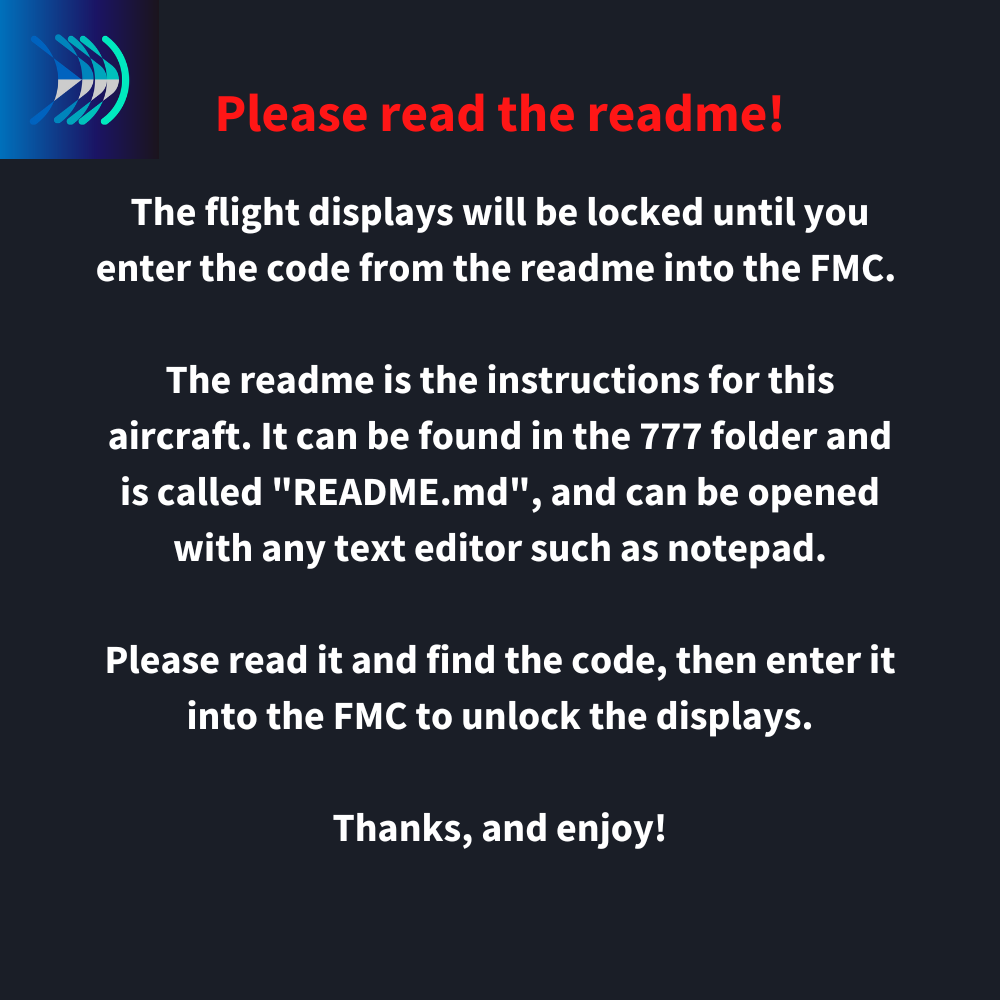 Please read the readme!
The flight displays will be locked until you
enter the code from the readme into the FMC.
The readme is the instructions for this
aircraft. It can be found in the 777 folder and
is called "README.md", and can be opened
with any text editor such as notepad.
Please read it and find the code, then enter it
into the FMC to unlock the displays.
Thanks, and enjoy!